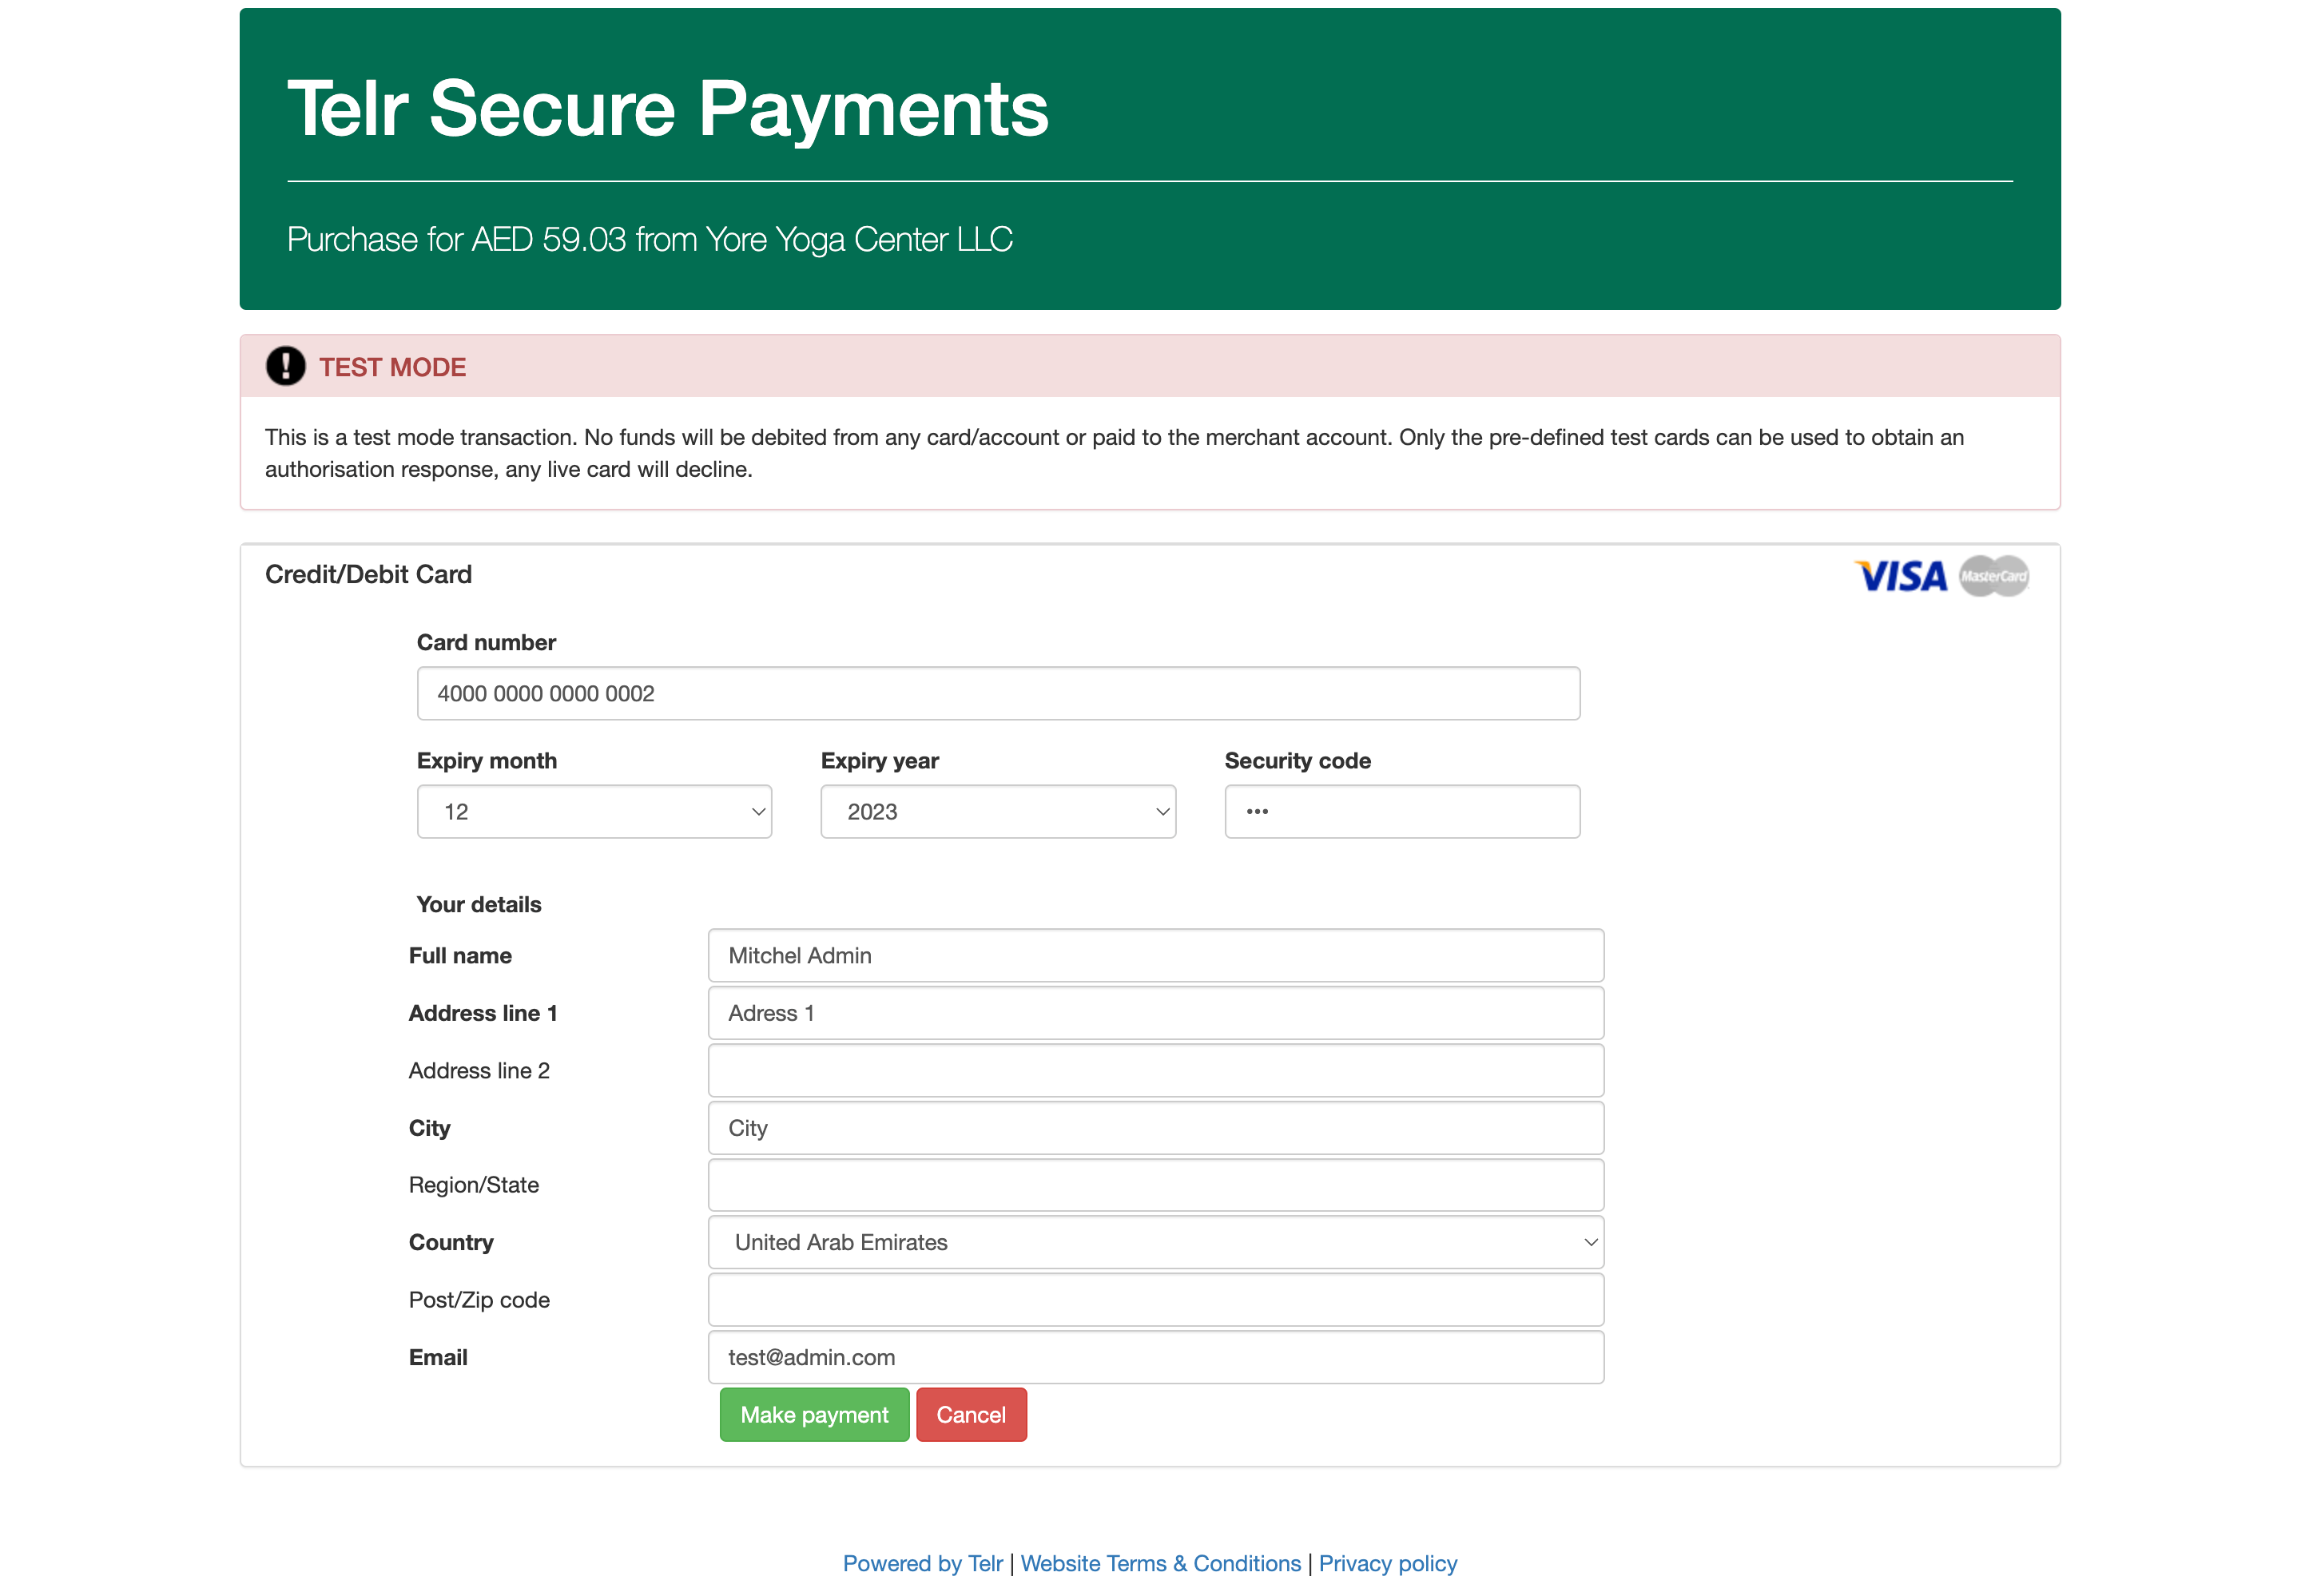 Telr Secure Payments
Purchase for AED 59.03 from Yore Yoga Center LLC
TEST MODE
This is a test mode transaction. No funds will be debited from any card/account or paid to the merchant account. Only the pre-defined test cards can be used to obtain an
authorisation response, any live card will decline.
Credit/Debit Card
VISA MasterCard
Card number
4000 0000 0000 0002
Expiry month Expiry year Security code
12 2023 •••
Your details
Full name Mitchel Admin
Address line 1 Adress 1
Address line 2
City City
Region/State
Country United Arab Emirates
Post/Zip code
Email test@admin.com
Make payment Cancel
Powered by Telr | Website Terms & Conditions | Privacy policy